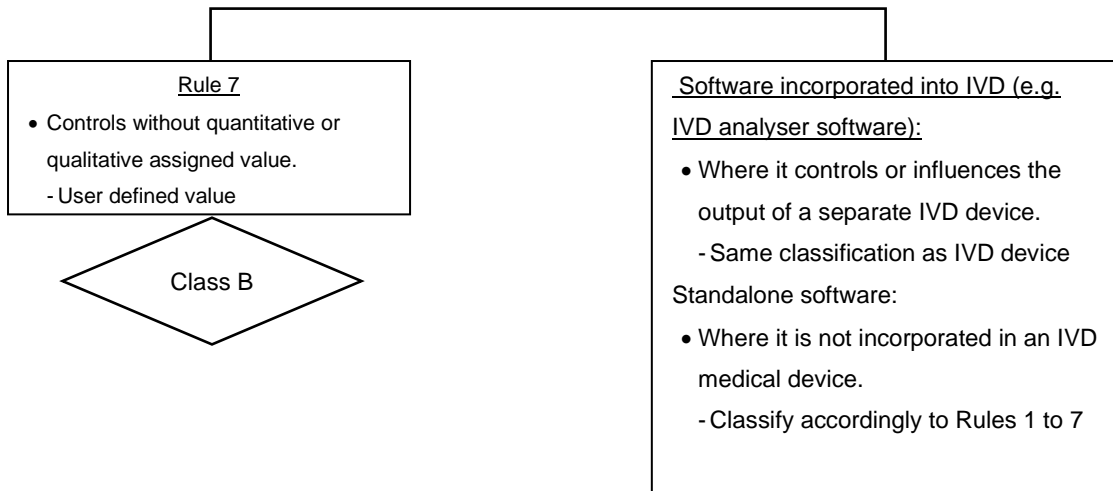 Rule 7
• Controls without quantitative or
qualitative assigned value.
- User defined value
Class B
Software incorporated into IVD (e.g.
IVD analyser software):
• Where it controls or influences the
output of a separate IVD device.
- Same classification as IVD device
Standalone software:
• Where it is not incorporated in an IVD
medical device.
- Classify accordingly to Rules 1 to 7